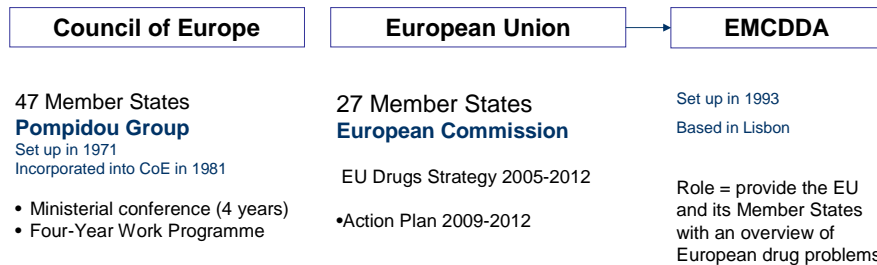 Council of Europe
European Union
EMCDDA
47 Member States
Pompidou Group
Set up in 1971
Incorporated into CoE in 1981
• Ministerial conference (4 years)
• Four-Year Work Programme
27 Member States
European Commission
EU Drugs Strategy 2005-2012
•Action Plan 2009-2012
Set up in 1993
Based in Lisbon
Role = provide the EU
and its Member States
with an overview of
European drug problems